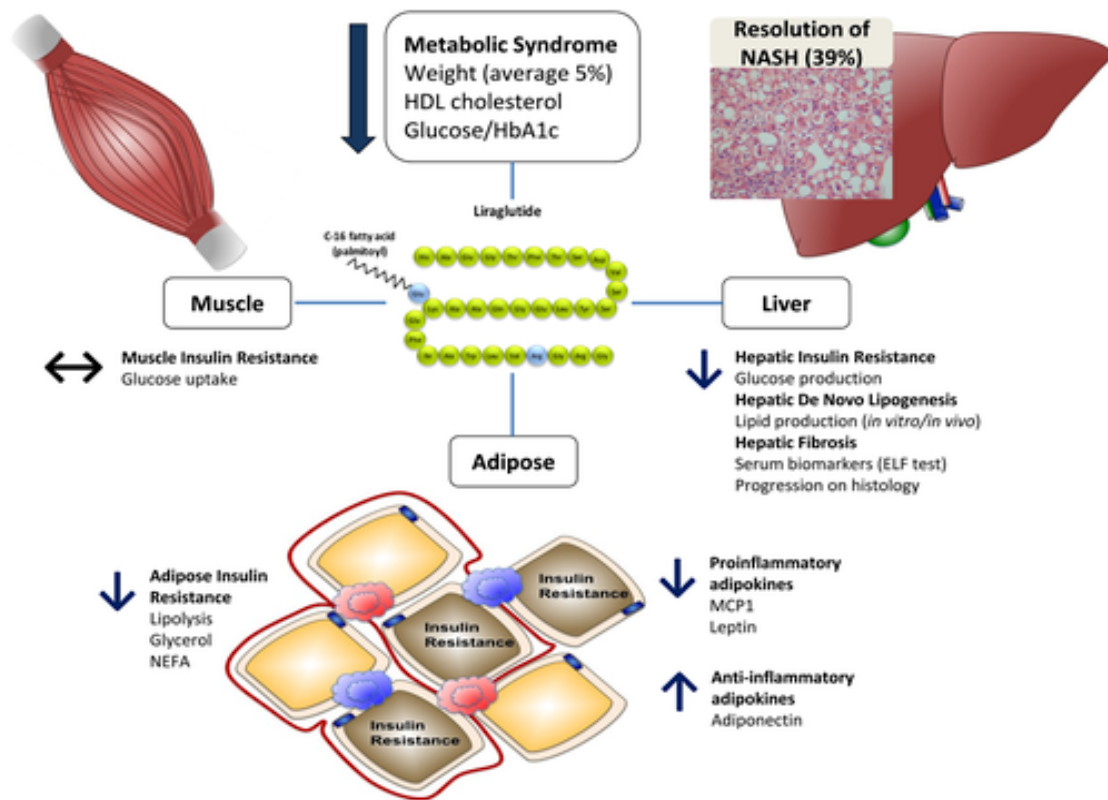 Metabolic Syndrome
Weight (average 5%)
HDL cholesterol
Glucose/HbA1c
Resolution of
NASH (39%)
Liraglutide
C-16 fatty acid
(palmitoyl)
Muscle
Liver
Muscle Insulin Resistance
Glucose uptake
Hepatic Insulin Resistance
Glucose production
Hepatic De Novo Lipogenesis
Lipid production (in vitro/in vivo)
Hepatic Fibrosis
Serum biomarkers (ELF test)
Progression on histology
Adipose
Adipose Insulin
Resistance
Lipolysis
Glycerol
NEFA
Insulin
Resistance
Insulin
Resistance
Insulin
Resistance
Proinflammatory
adipokines
MCP1
Leptin
Anti-inflammatory
adipokines
Adiponectin